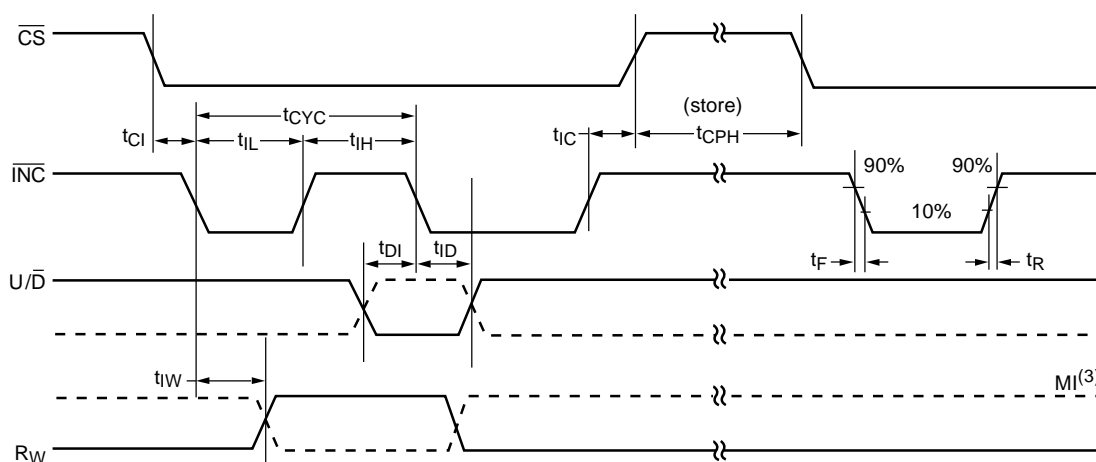 CS
(store)
tCYC
tCI
tIL
tIH
tIC
tCPH
INC
90%
90%
10%
tDI
tID
tF
tR
U/D
tIW
MI(3)
RW